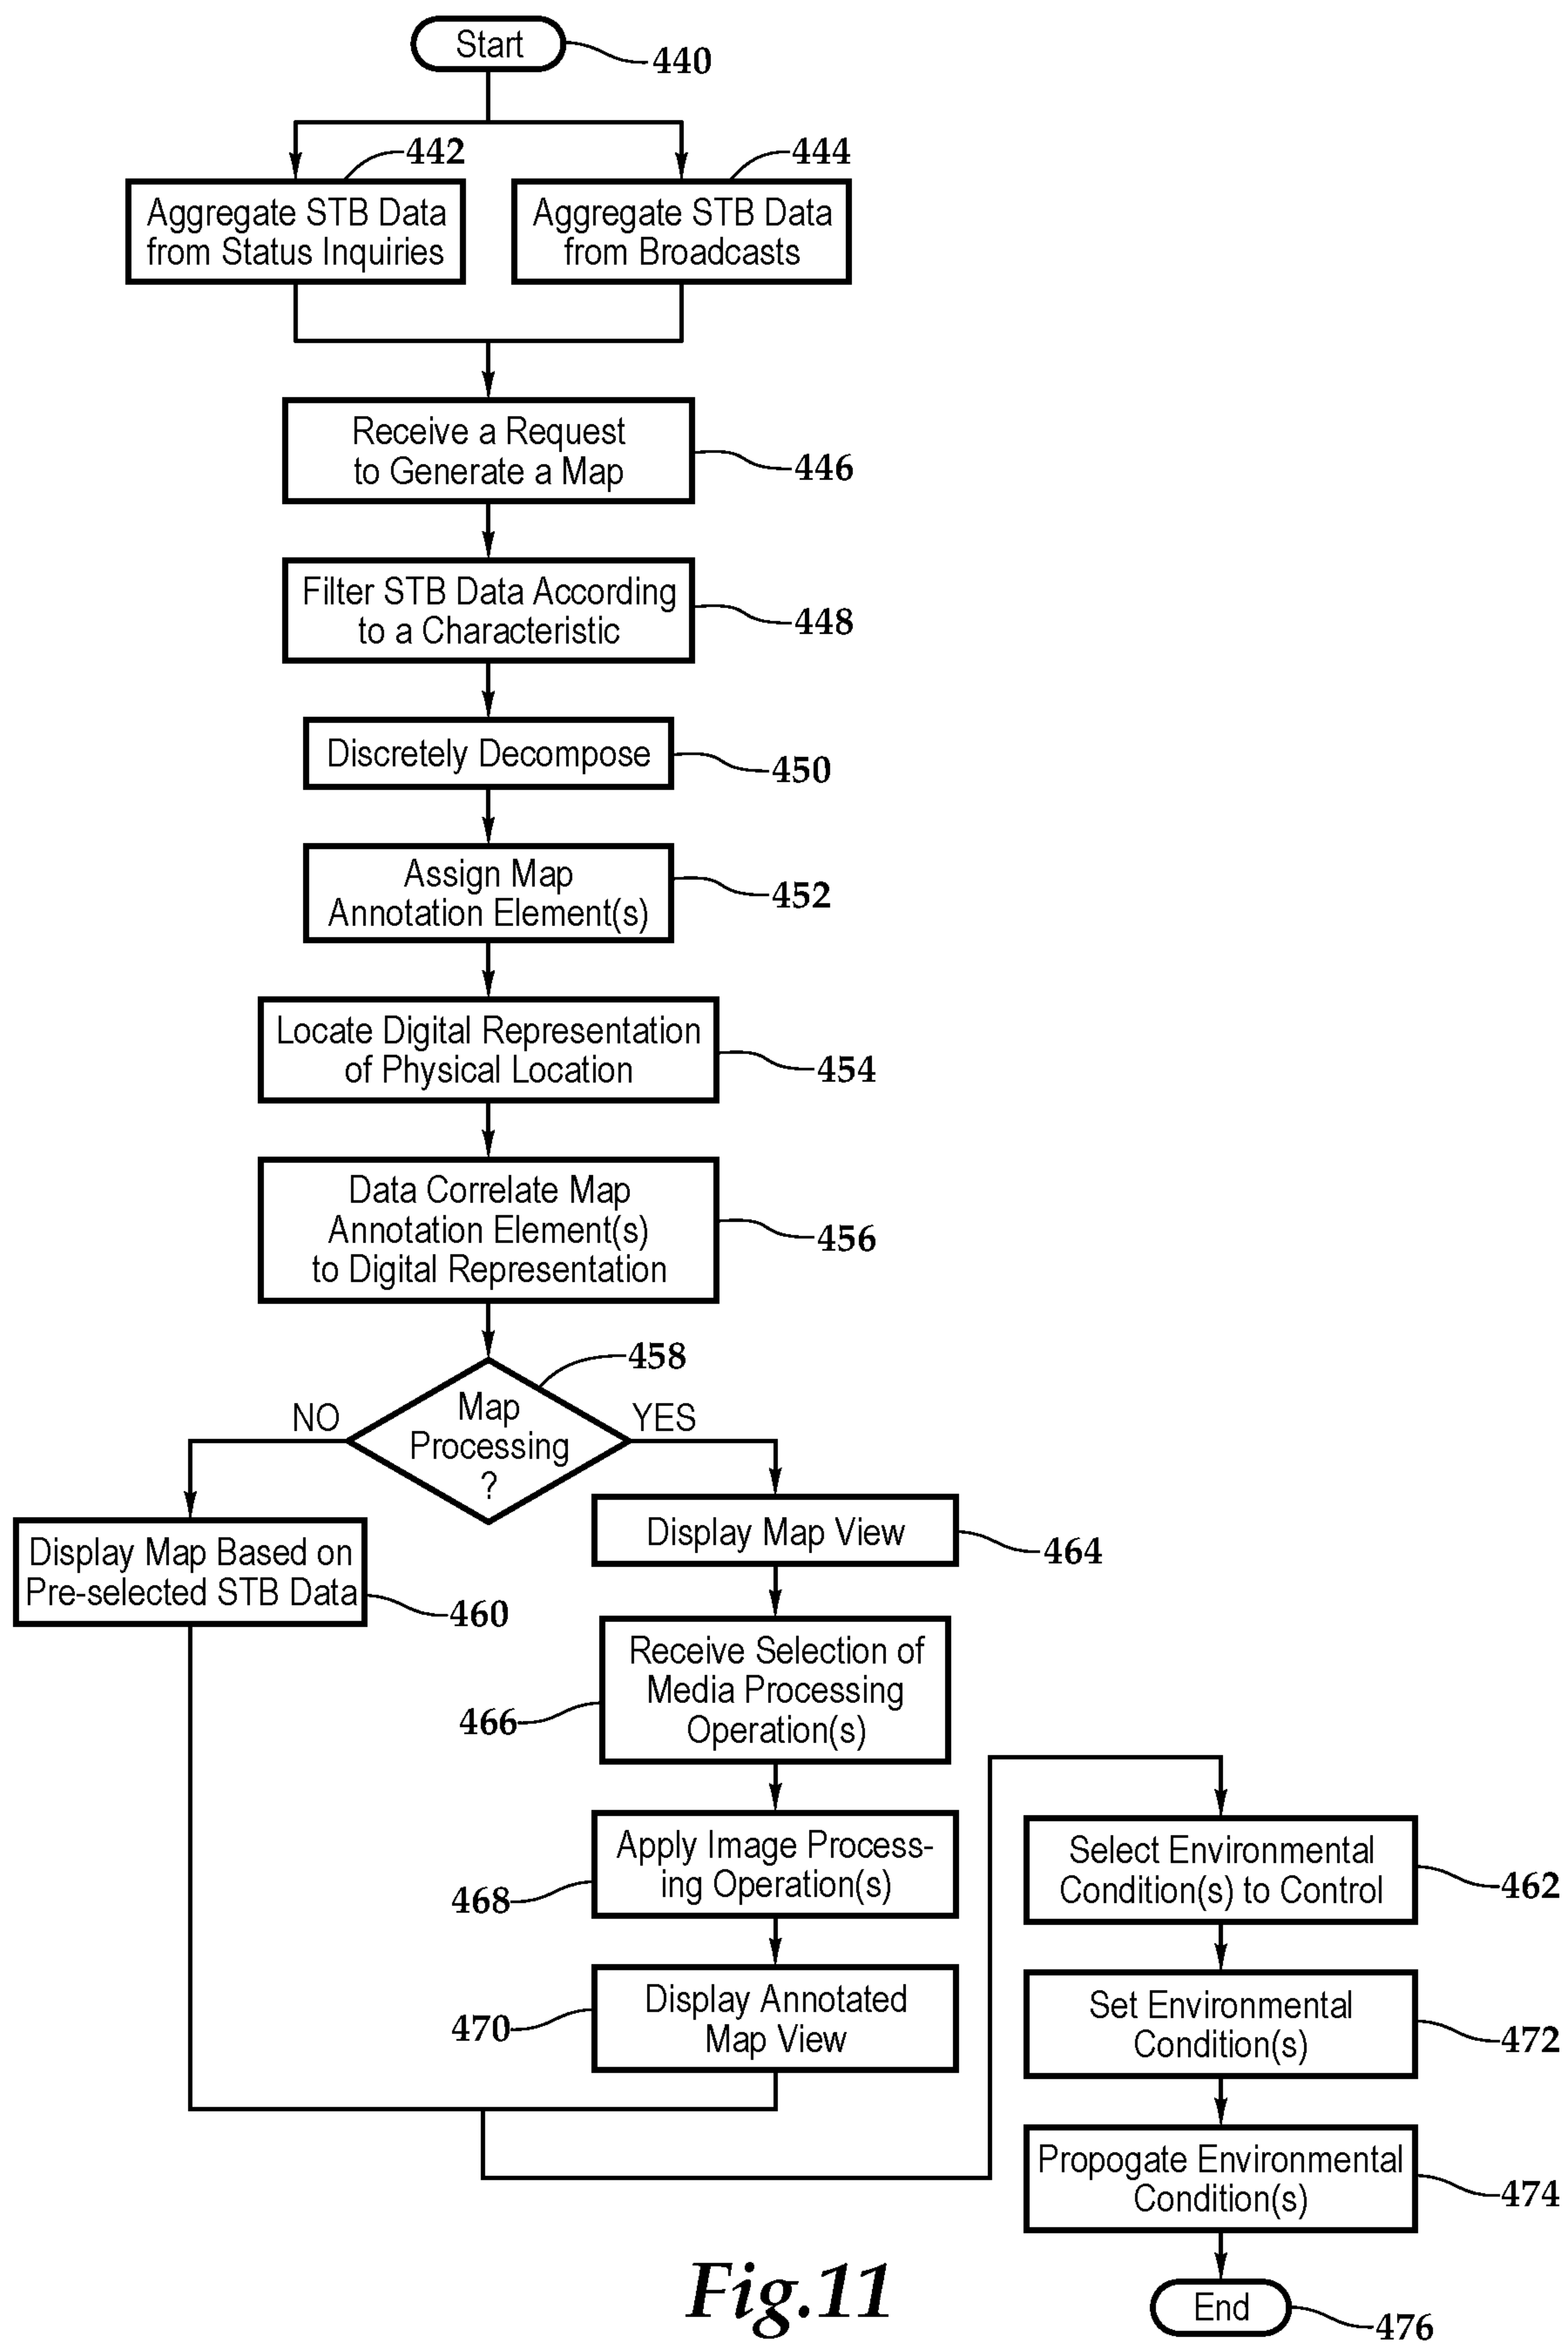 Start
440
442
444
Aggregate STB Data
from Status Inquiries
Aggregate STB Data
from Broadcasts
Receive a Request
to Generate a Map
446
Filter STB Data According
to a Characteristic
448
Discretely Decompose
450
Assign Map
Annotation Element(s)
452
Locate Digital Representation
of Physical Location
454
Data Correlate Map
Annotation Element(s)
to Digital Representation
456
458
NO
Map
Processing
?
YES
Display Map Based on
Pre-selected STB Data
460
Display Map View
464
Receive Selection of
Media Processing
Operation(s)
466
Apply Image Process-
ing Operation(s)
468
Display Annotated
Map View
470
Select Environmental
Condition(s) to Control
462
Set Environmental
Condition(s)
472
Propogate Environmental
Condition(s)
474
End
476
Fig.11